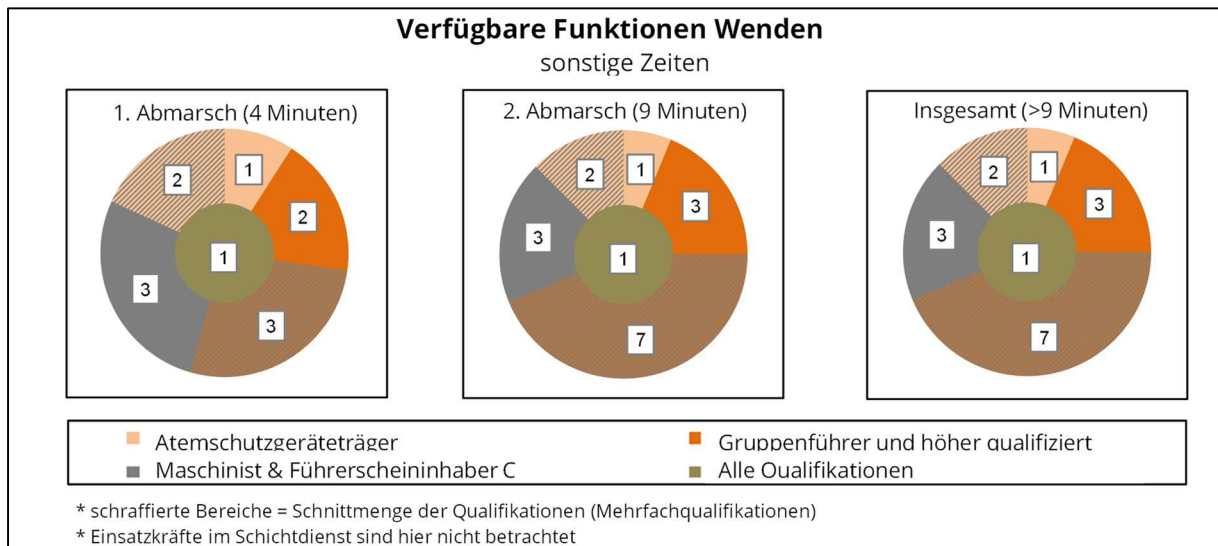 Verfügbare Funktionen Wenden
sonstige Zeiten
1. Abmarsch (4 Minuten)
2
1
2
1
3
3
2. Abmarsch (9 Minuten)
2
1
3
3
1
7
Insgesamt (>9 Minuten)
2
1
3
3
1
7
Atemschutzgeräteträger
Gruppenführer und höher qualifiziert
Maschinist & Führerscheininhaber C
Alle Qualifikationen
* schraffierte Bereiche = Schnittmenge der Qualifikationen (Mehrfachqualifikationen)
* Einsatzkräfte im Schichtdienst sind hier nicht betrachtet